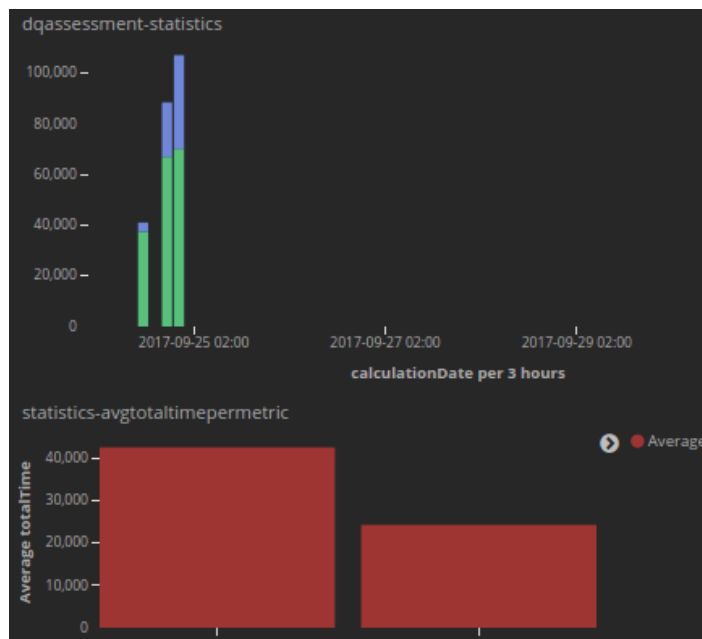 dqassessment-statistics
100,000
80,000
60,000
40,000
20,000
0
2017-09-25 02:00 2017-09-27 02:00 2017-09-29 02:00
calculationDate per 3 hours
statistics-avgtotaltimepermetric
Average
Average totalTime
40,000
30,000
20,000
10,000
0